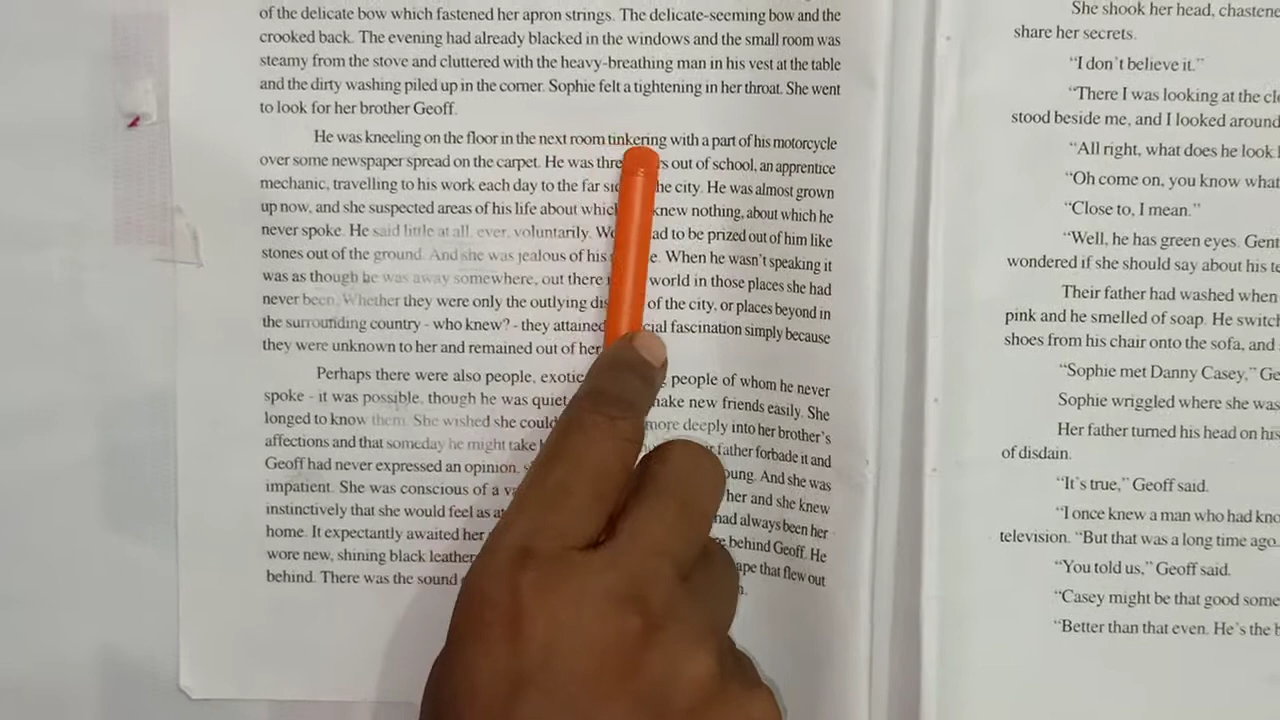 of the delicate bow which fastened her apron strings. The delicate-seeming bow and the
crooked back. The evening had already blacked in the windows and the small room was
steamy from the stove and cluttered with the heavy-breathing man in his vest at the table
and the dirty washing piled up in the corner. Sophie felt a tightening in her throat. She went
to look for her brother Geoff.
He was kneeling on the floor in the next room tinkering with a part of his motorcycle
over some newspaper spread on the carpet. He was out of school, an apprentice
mechanic, travelling to his work each day to the far city. He was almost grown
up now, and she suspected areas of his life about knew nothing, about which he
never spoke. He said little at all, ever, voluntarily. to be prized out of him like
stones out of the ground. And she was jealous of his When he wasn't speaking it
was as though he was away somewhere, out there world in those places she had
never been. Whether they were only the outlying of the city, or places beyond in
the surrounding country - who knew? - they attained fascination simply because
they were unknown to her and remained out of her
Perhaps there were also people, people of whom he never
spoke - it was possible, though he was quiet make new friends easily. She
longed to know them. She wished she could more deeply into her brother's
affections and that someday he might take father forbade it and
Geoff had never expressed an opinion, And she was
impatient. She was conscious of a her and she knew
instinctively that she would feel as had always been her
home. It expectantly awaited her behind Geoff. He
wore new, shining black that flew out
behind. There was the sound
She shook her head,
share her secrets.
"I don't believe it."
"There I was looking at the
stood beside me, and I looked around
"All right, what does he look
"Oh come on, you know what
"Close to, I mean."
"Well, he has green eyes.
wondered if she should say about his
Their father had washed when
pink and he smelled of soap. He
shoes from his chair onto the sofa, and
"Sophie met Danny Casey,"
Sophie wriggled where she was
Her father turned his head on his
of disdain.
"It's true," Geoff said.
"I once knew a man who had
television. "But that was a long time ago.
"You told us," Geoff said.
"Casey might be that good some
"Better than that even. He's the